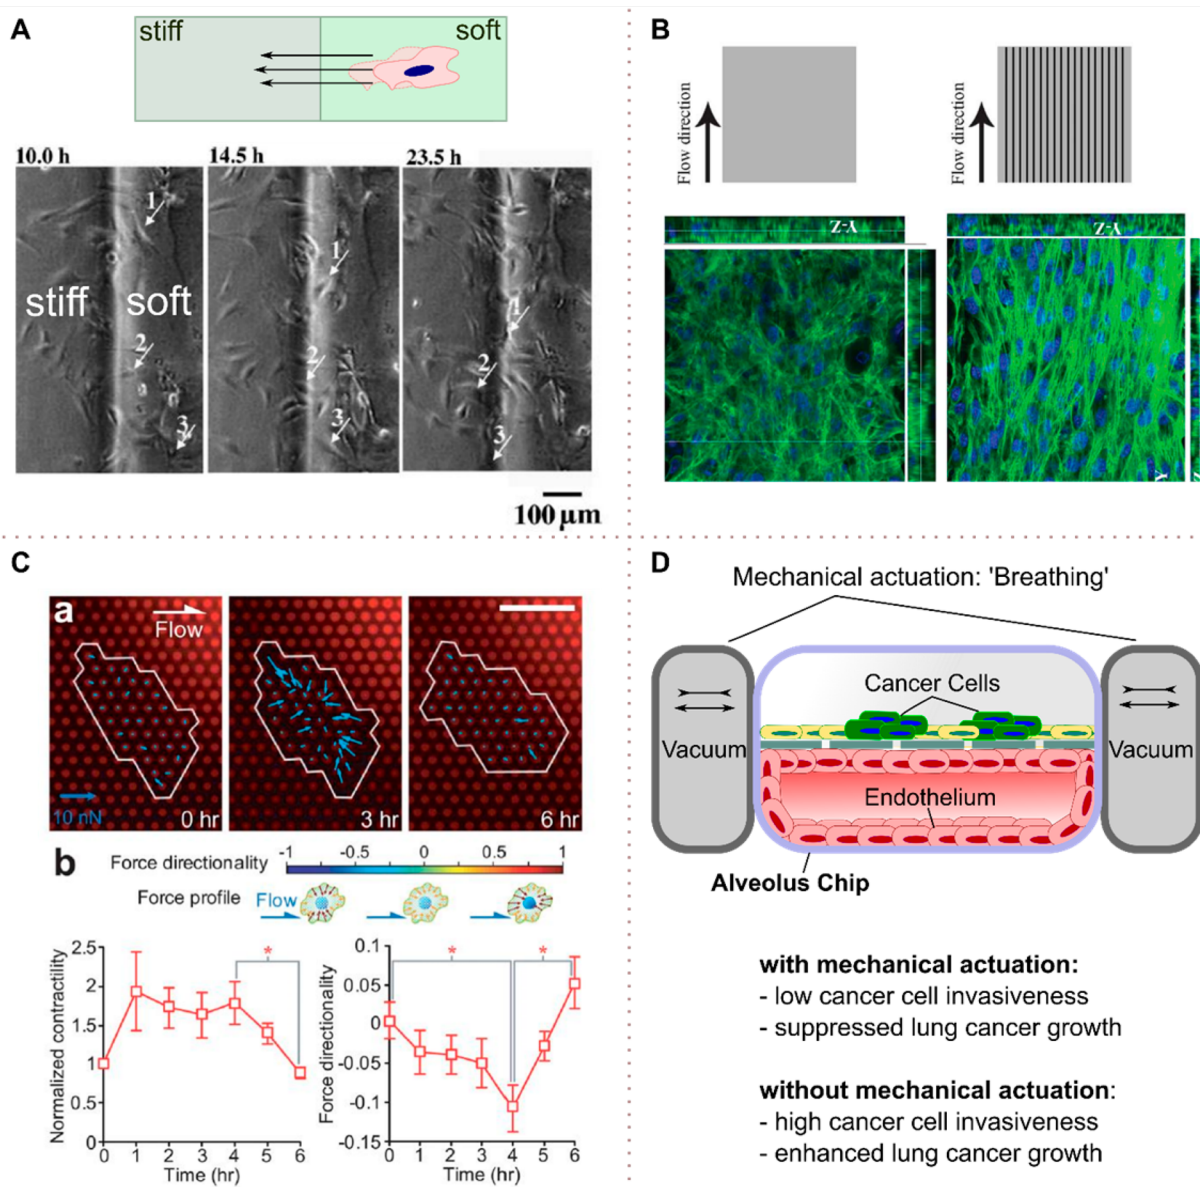 A
stiff
soft
10.0 h
14.5 h
23.5 h
1
2
3
stiff
soft
1
2
3
1
2
3
100 µm
B
Flow direction
Flow direction
y-z
y-z
C
a
Flow
10 nN
0 hr
3 hr
6 hr
b
Force directionality
-1
-0.5
0
0.5
1
Force profile
Flow
Normalized contractility
2.5
2
1.5
1
0.5
0
*
0 1 2 3 4 5 6
Time (hr)
Force directionality
0.1
0.05
0
-0.05
-0.1
-0.15
*
*
0 1 2 3 4 5 6
Time (hr)
D
Mechanical actuation: 'Breathing'
Cancer Cells
Vacuum
Vacuum
Endothelium
Alveolus Chip
with mechanical actuation:
- low cancer cell invasiveness
- suppressed lung cancer growth
without mechanical actuation:
- high cancer cell invasiveness
- enhanced lung cancer growth